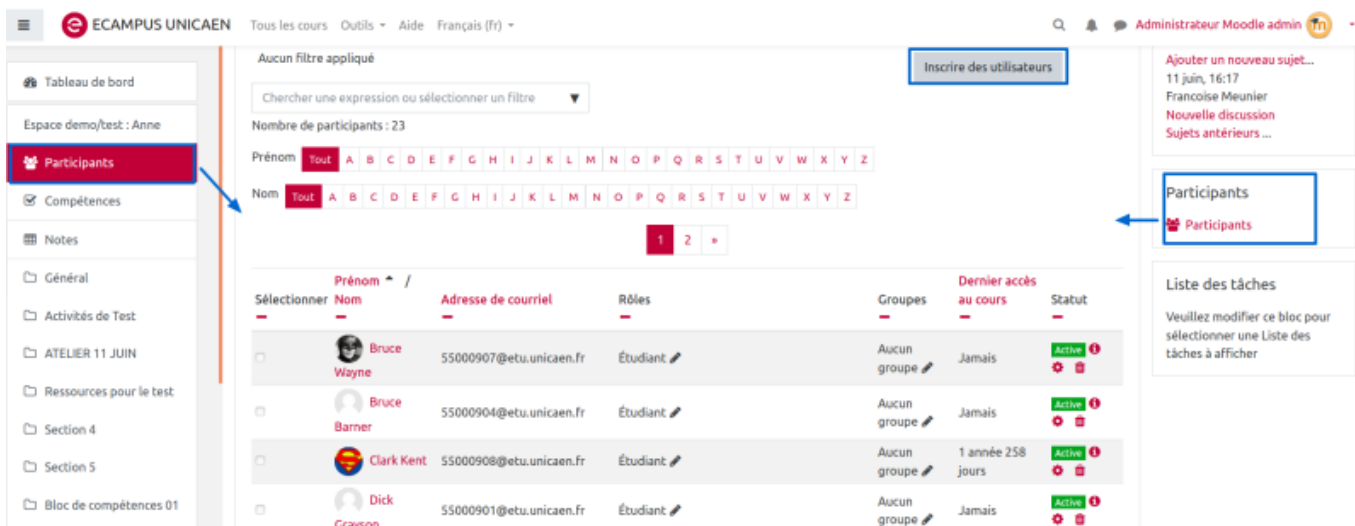 ECAMPUS UNICAEN Tous les cours Outils Aide Français (fr) Administrateur Moodle admin
Tableau de bord
Espace demo/test : Anne
Participants
Compétences
Notes
Général
Activités de Test
ATELIER 11 JUIN
Ressources pour le test
Section 4
Section 5
Bloc de compétences 01
Aucun filtre appliqué
Inscrire des utilisateurs
Chercher une expression ou sélectionner un filtre ▼
Nombre de participants : 23
Prénom Tout A B C D E F G H I J K L M N O P Q R S T U V W X Y Z
Nom Tout A B C D E F G H I J K L M N O P Q R S T U V W X Y Z
1 2 »
Prénom / Dernier accès
Sélectionner Nom Adresse de courriel Rôles Groupes au cours Statut
Bruce Aucun Active
Wayne 55000907@etu.unicaen.fr Étudiant groupe Jamais
Bruce Aucun Active
Barner 55000904@etu.unicaen.fr Étudiant groupe Jamais
Clark Kent 55000908@etu.unicaen.fr Étudiant Aucun 1 année 258 Active
groupe jours
Dick Aucun Active
Grayson 55000901@etu.unicaen.fr Étudiant groupe Jamais
Ajouter un nouveau sujet...
11 juin, 16:17
Francoise Meunier
Nouvelle discussion
Sujets antérieurs ...
Participants
Participants
Liste des tâches
Veuillez modifier ce bloc pour
sélectionner une Liste des
tâches à afficher